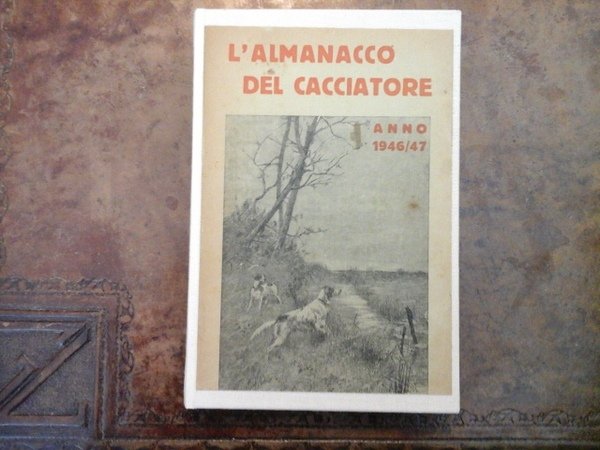 L'ALMANACCO
DEL CACCIATORE
ANNO
1946/47